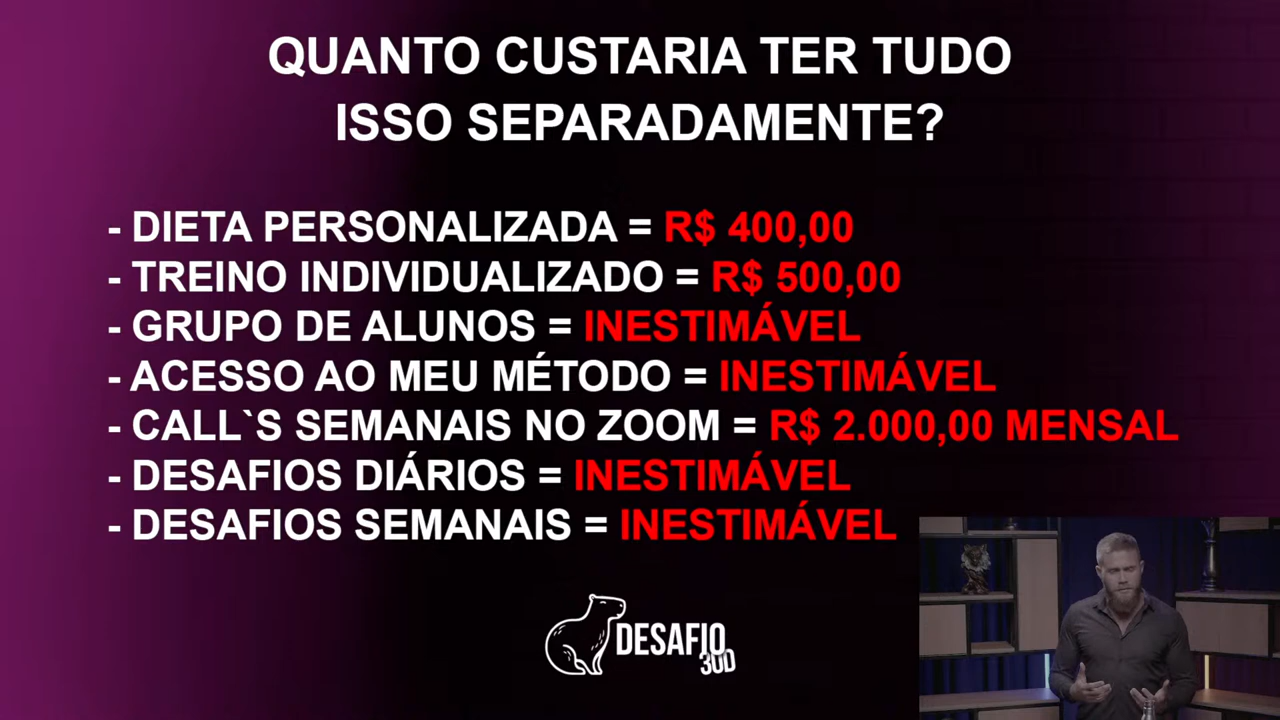 QUANTO CUSTARIA TER TUDO
ISSO SEPARADAMENTE?
- DIETA PERSONALIZADA = R$ 400,00
- TREINO INDIVIDUALIZADO = R$ 500,00
- GRUPO DE ALUNOS = INESTIMÁVEL
- ACESSO AO MEU MÉTODO = INESTIMÁVEL
- CALL`S SEMANAIS NO ZOOM = R$ 2.000,00 MENSAL
- DESAFIOS DIÁRIOS = INESTIMÁVEL
- DESAFIOS SEMANAIS = INESTIMÁVEL
DESAFIO
30D